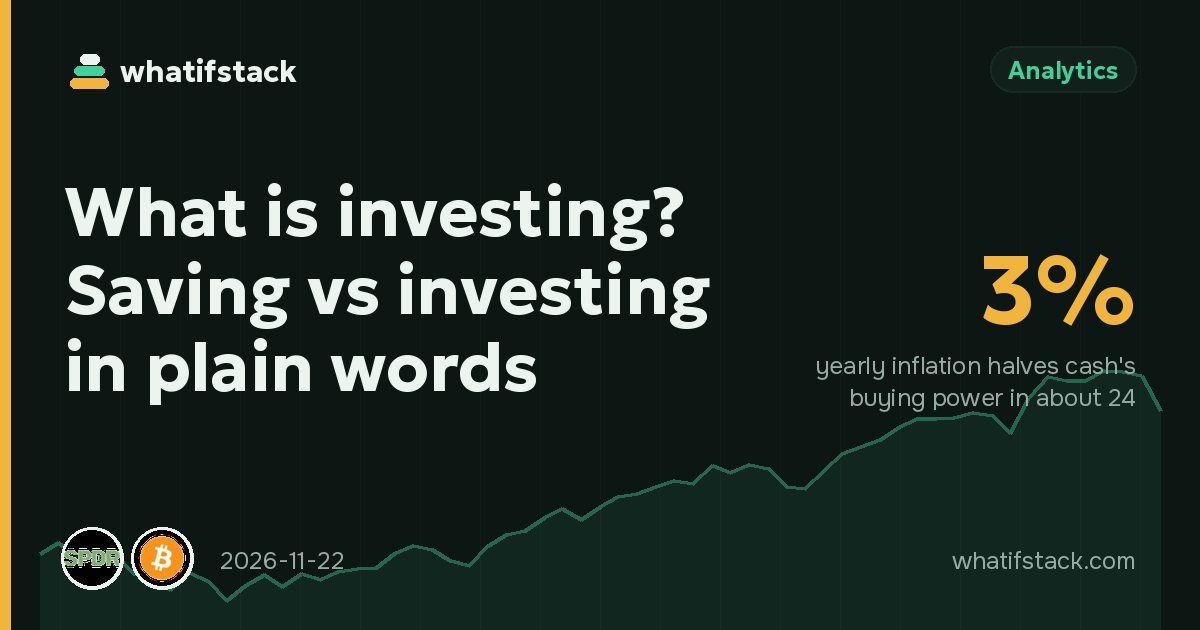 whatifstack
Analytics
What is investing?
Saving vs investing
in plain words
3%
yearly inflation halves cash's
buying power in about 24
SPDR
2026-11-22
whatifstack.com